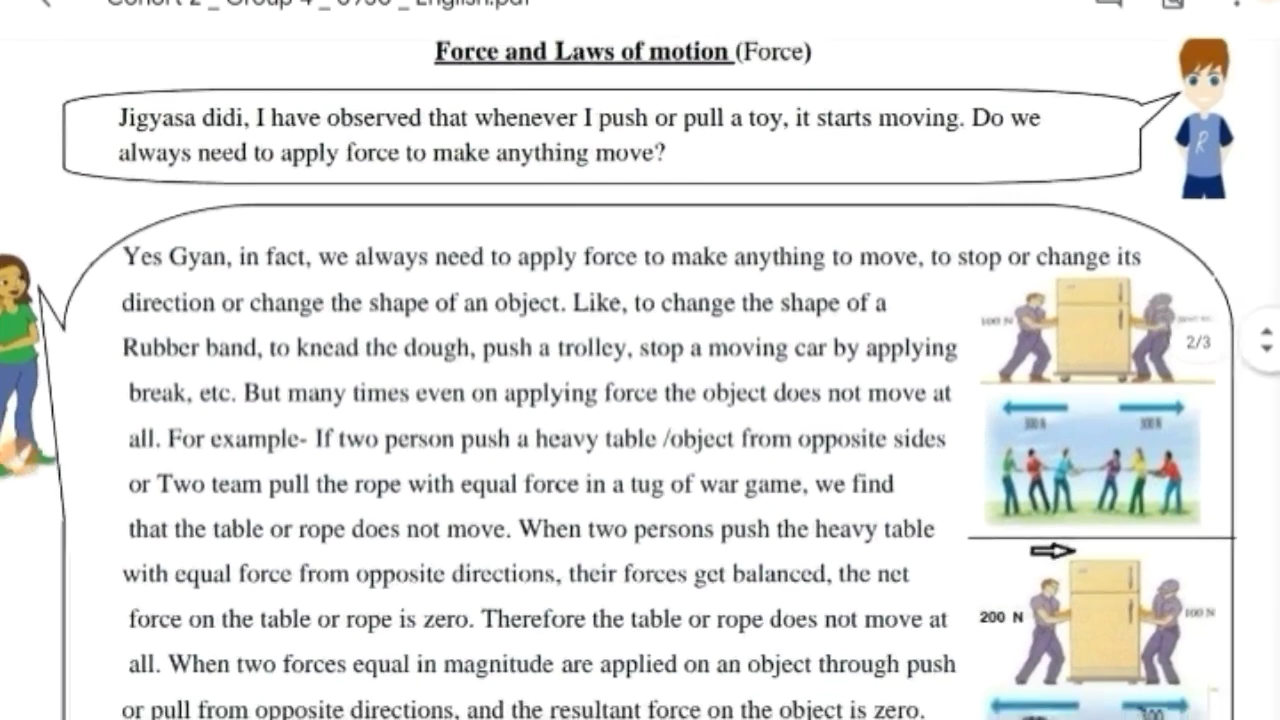 Force and Laws of motion (Force)
Jigyasa didi, I have observed that whenever I push or pull a toy, it starts moving. Do we
always need to apply force to make anything move?
R
Yes Gyan, in fact, we always need to apply force to make anything to move, to stop or change its
direction or change the shape of an object. Like, to change the shape of a
Rubber band, to knead the dough, push a trolley, stop a moving car by applying
break, etc. But many times even on applying force the object does not move at
all. For example- If two person push a heavy table /object from opposite sides
or Two team pull the rope with equal force in a tug of war game, we find
that the table or rope does not move. When two persons push the heavy table
with equal force from opposite directions, their forces get balanced, the net
force on the table or rope is zero. Therefore the table or rope does not move at
all. When two forces equal in magnitude are applied on an object through push
or pull from opposite directions, and the resultant force on the object is zero.
100 N
2/3
300 N 300 N
200 N
100 N
300